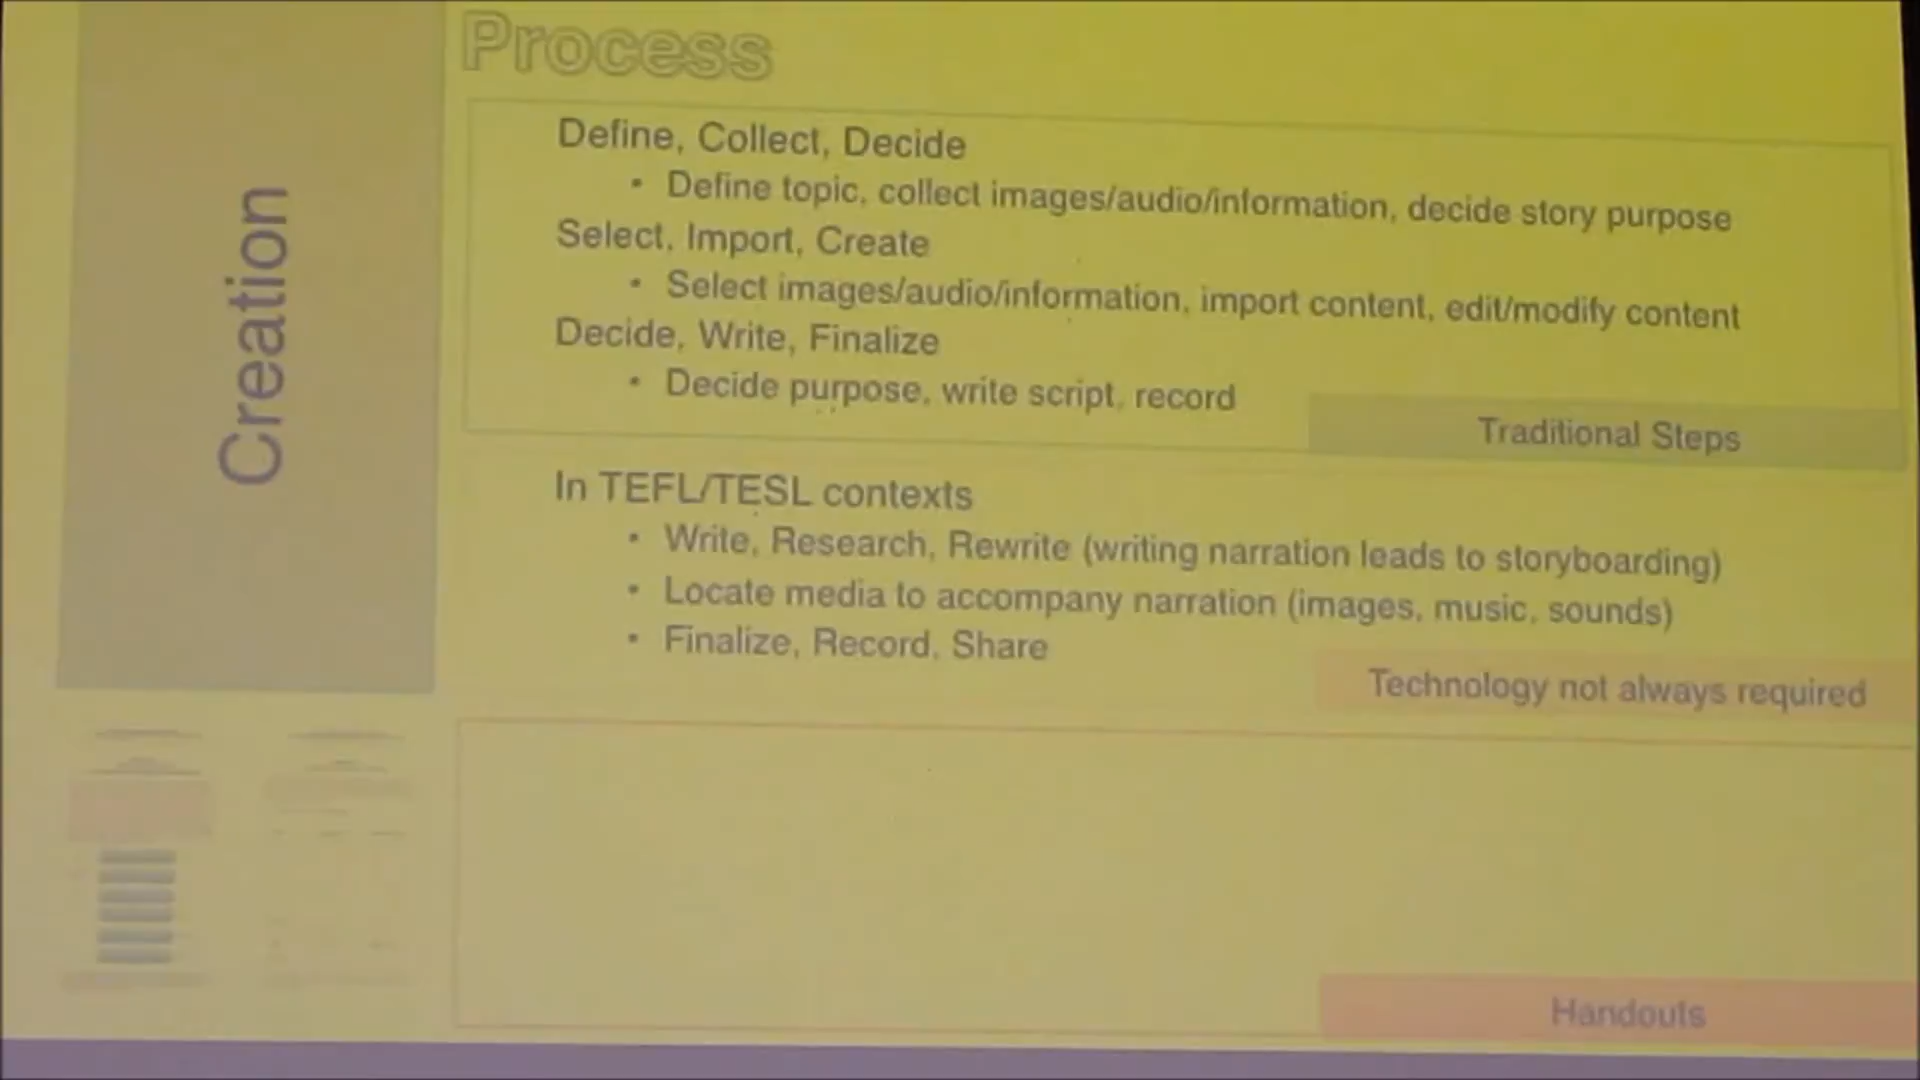 Process
Creation
Define, Collect, Decide
• Define topic, collect images/audio/information, decide story purpose
Select, Import, Create
• Select images/audio/information, import content, edit/modify content
Decide, Write, Finalize
• Decide purpose, write script, record
Traditional Steps
In TEFL/TESL contexts
• Write, Research, Rewrite (writing narration leads to storyboarding)
• Locate media to accompany narration (images, music, sounds)
• Finalize, Record, Share
Technology not always required
Handouts